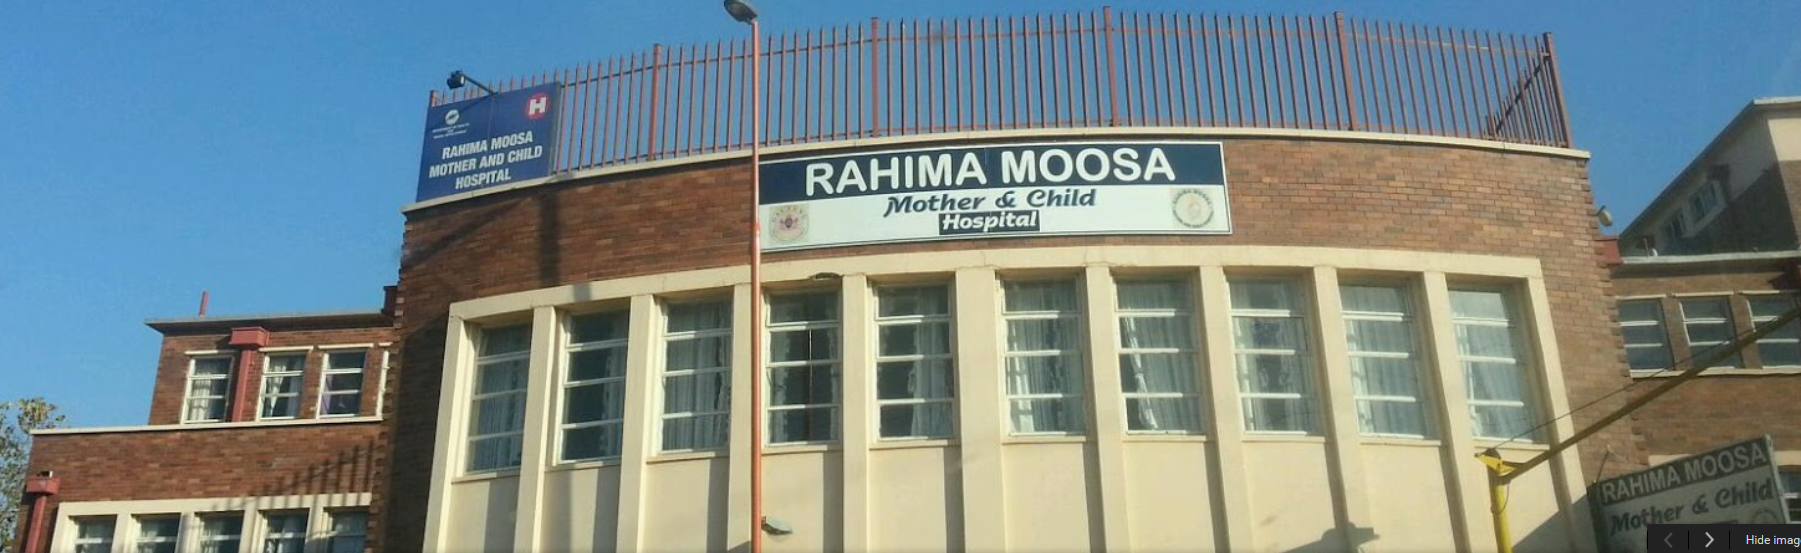 H
RAHIMA MOOSA
MOTHER AND CHILD
HOSPITAL
RAHIMA MOOSA
Mother & Child
Hospital
RAHIMA MOOSA
Mother & Child
Hide imag